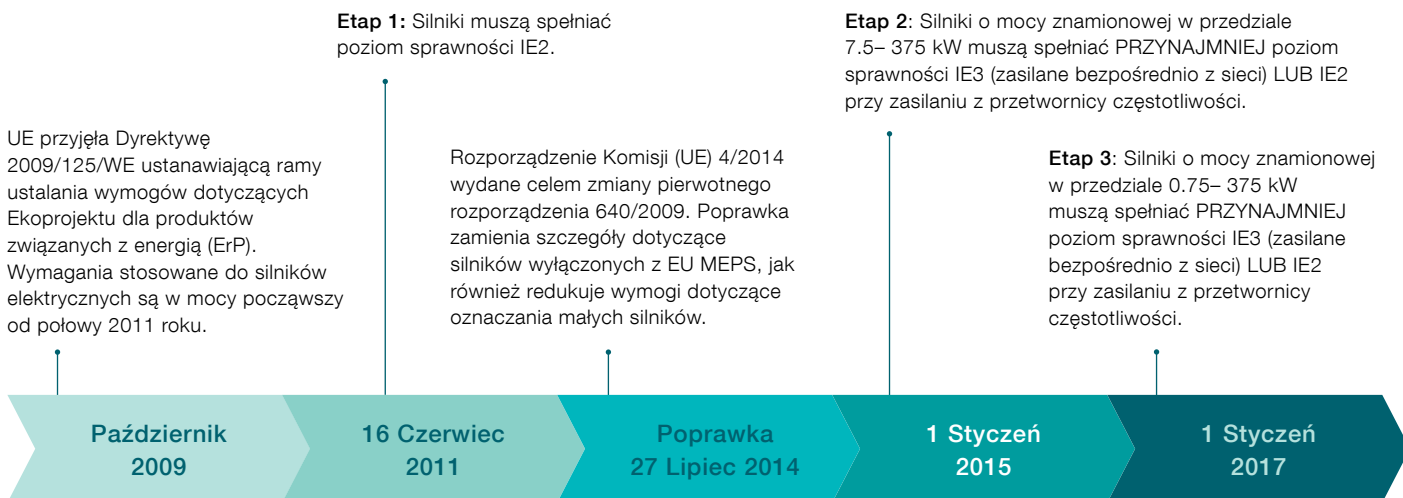 Etap 1: Silniki muszą spełniać
poziom sprawności IE2.
Etap 2: Silniki o mocy znamionowej w przedziale
7.5– 375 kW muszą spełniać PRZYNAJMNIEJ poziom
sprawności IE3 (zasilane bezpośrednio z sieci) LUB IE2
przy zasilaniu z przetwornicy częstotliwości.
UE przyjęła Dyrektywę
2009/125/WE ustanawiającą ramy
ustalania wymogów dotyczących
Ekoprojektu dla produktów
związanych z energią (ErP).
Wymagania stosowane do silników
elektrycznych są w mocy począwszy
od połowy 2011 roku.
Rozporządzenie Komisji (UE) 4/2014
wydane celem zmiany pierwotnego
rozporządzenia 640/2009. Poprawka
zamienia szczegóły dotyczące
silników wyłączonych z EU MEPS, jak
również redukuje wymogi dotyczące
oznaczania małych silników.
Etap 3: Silniki o mocy znamionowej
w przedziale 0.75– 375 kW
muszą spełniać PRZYNAJMNIEJ
poziom sprawności IE3 (zasilane
bezpośrednio z sieci) LUB IE2
przy zasilaniu z przetwornicy
częstotliwości.
Październik
2009
16 Czerwiec
2011
Poprawka
27 Lipiec 2014
1 Styczeń
2015
1 Styczeń
2017